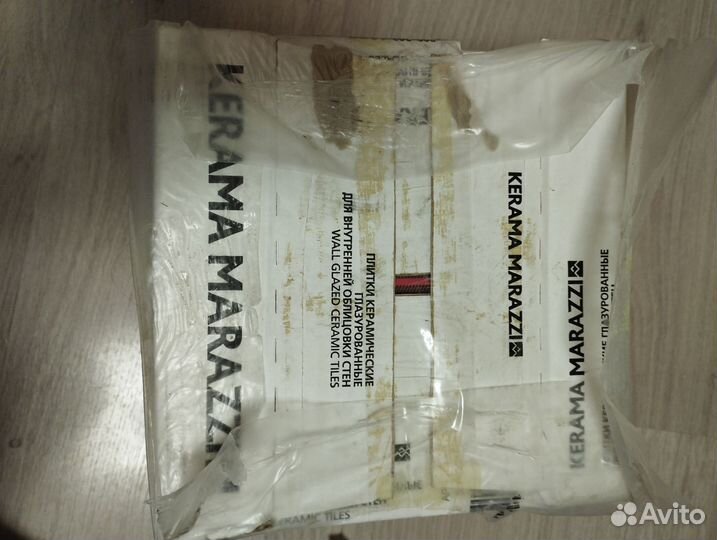 KERAMA MARAZZI
ПЛИТКИ КЕРАМИЧЕСКИЕ
ГЛАЗУРОВАННЫЕ
ДЛЯ ВНУТРЕННЕЙ ОБЛИЦОВКИ СТЕН
WALL GLAZED CERAMIC TILES
KERAMA MARAZZI
KERAMA MARAZZI
ГЛАЗУРОВАННЫЕ
CERAMIC TILES
Avito